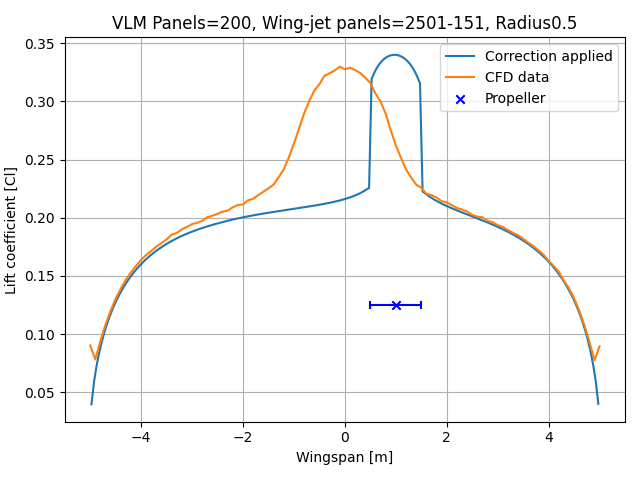 VLM Panels=200, Wing-jet panels=2501-151, Radius0.5
Lift coefficient [Cl]
0.35
0.30
0.25
0.20
0.15
0.10
0.05
Correction applied
CFD data
Propeller
−4
−2
0
2
4
Wingspan [m]